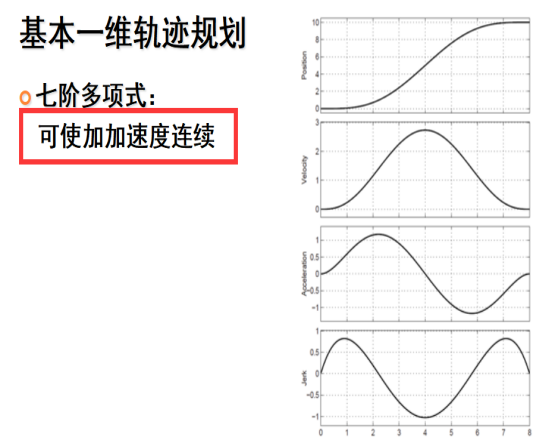 基本一维轨迹规划
七阶多项式：
可使加加速度连续
10
8
6
4
2
0
Position
3
2
1
0
Velocity
1
0.5
0
-0.5
-1
Acceleration
1
0.5
0
-0.5
-1
Jerk
0 1 2 3 4 5 6 7 8